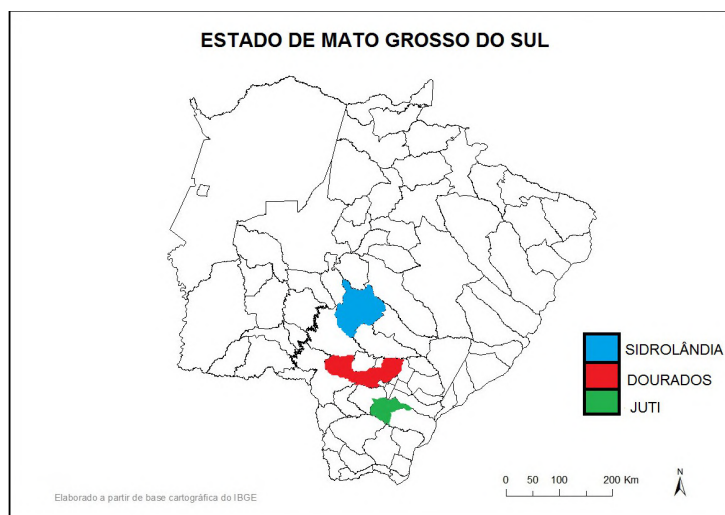 ESTADO DE MATO GROSSO DO SUL
SIDROLÂNDIA
DOURADOS
JUTI
0 50 100 200 Km
N
Elaborado a partir de base cartográfica do IBGE